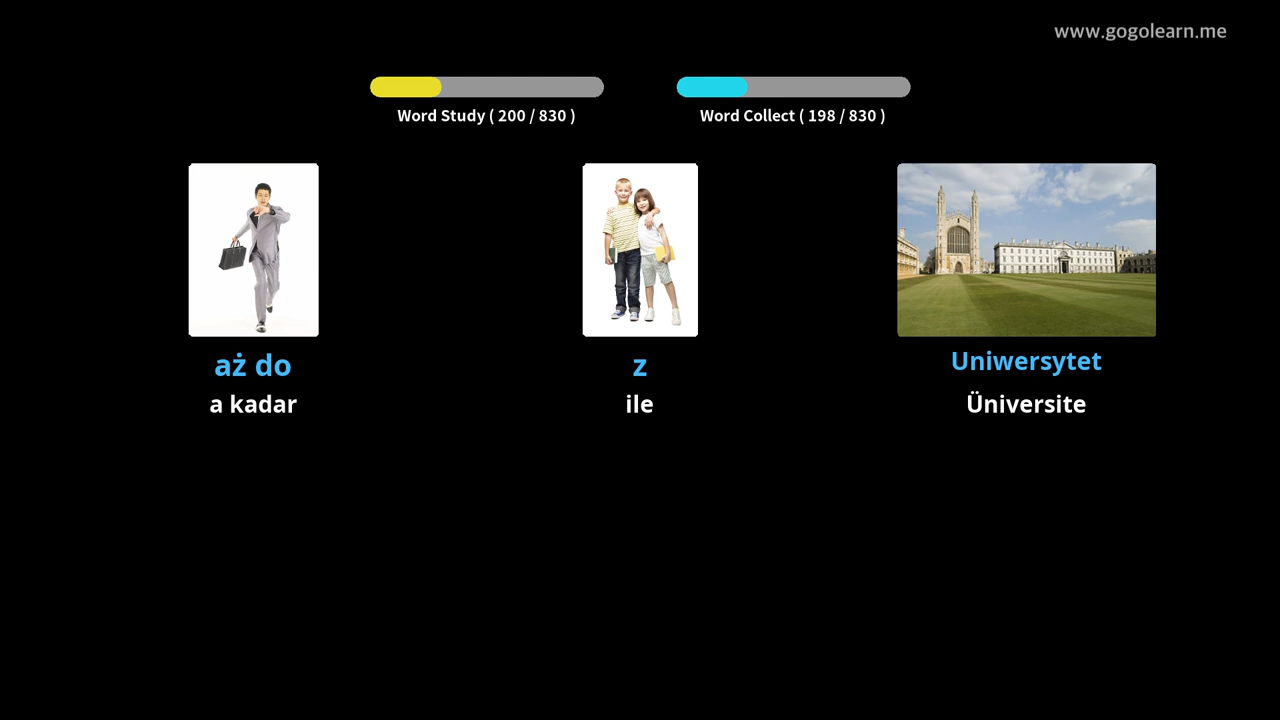 www.gogolearn.me
Word Study ( 200 / 830 )
Word Collect ( 198 / 830 )
aż do
a kadar
z
ile
Uniwersytet
Üniversite